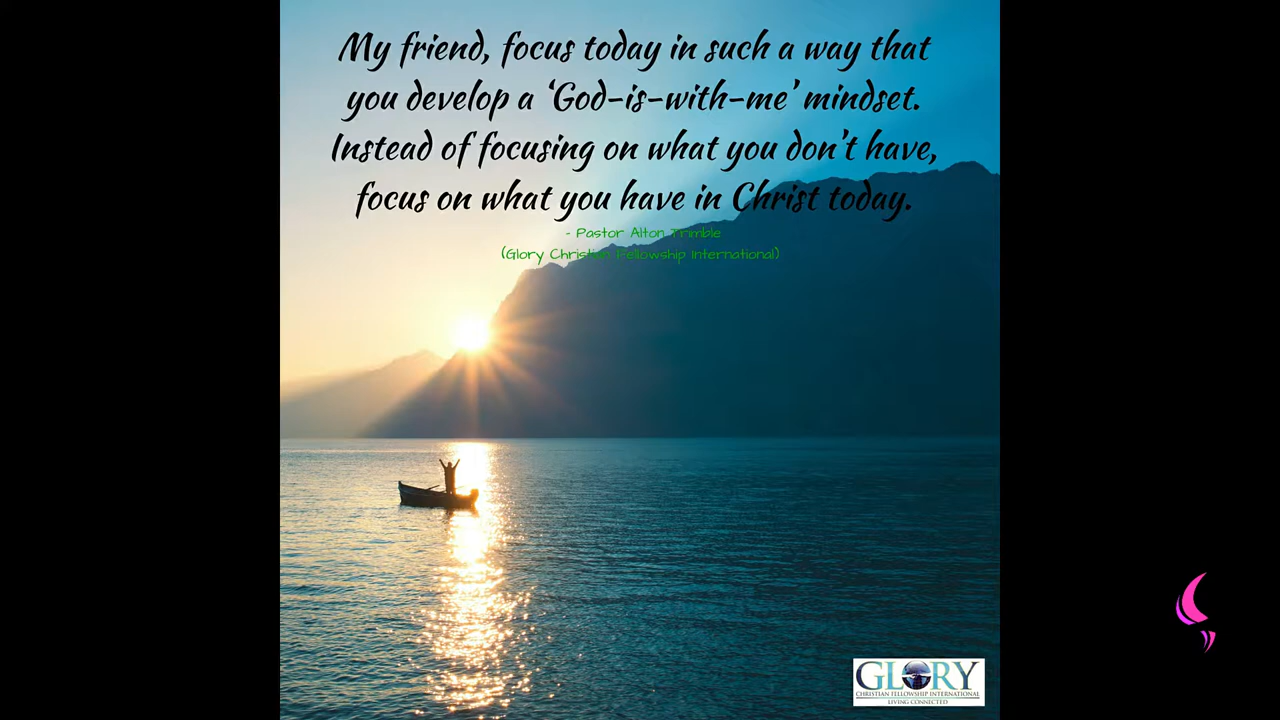 My friend, focus today in such a way that
you develop a ‘God-is-with-me’ mindset.
Instead of focusing on what you don't have,
focus on what you have in Christ today.
- Pastor Alton Trimble
(Glory Christian Fellowship International)
GLORY
CHRISTIAN FELLOWSHIP INTERNATIONAL
LIVING CONNECTED